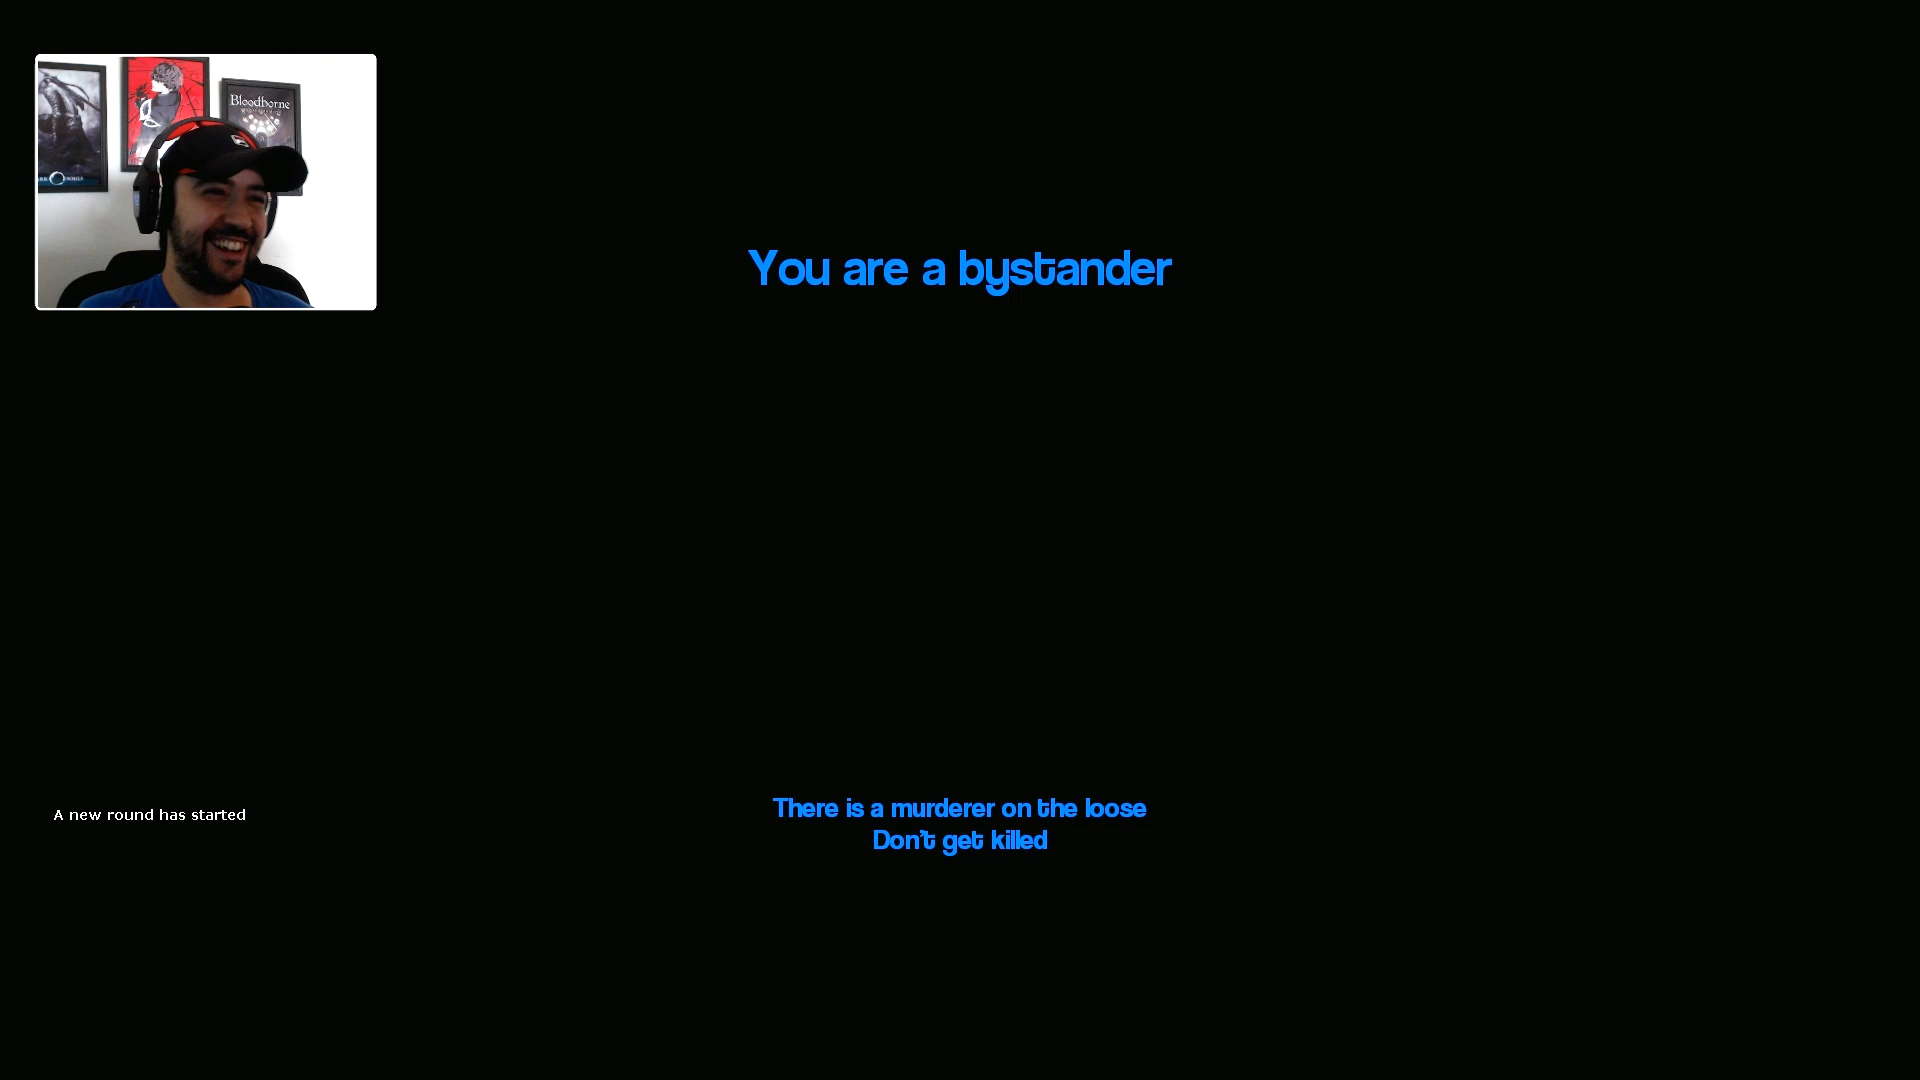 Bloodborne
You are a bystander
A new round has started
There is a murderer on the loose
Don't get killed